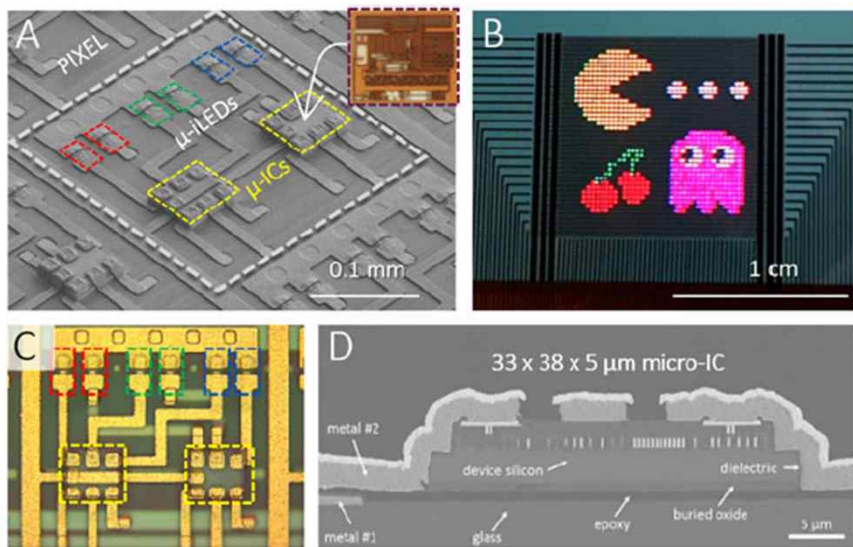 A
PIXEL
µ-iLEDs
µ-ICs
0.1 mm
B
1 cm
C
D
33 x 38 x 5 µm micro-IC
metal #2
device silicon
dielectric
metal #1
glass
epoxy
buried oxide
5 µm